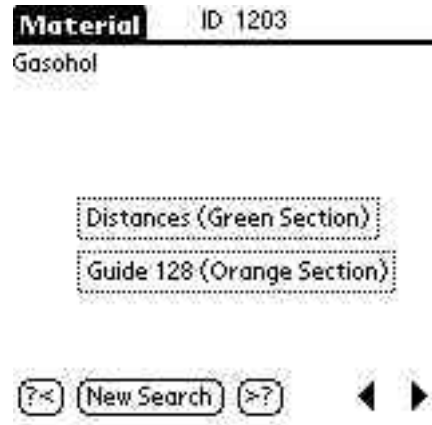 Material ID 1203
Gasohol
Distances (Green Section)
Guide 128 (Orange Section)
?< New Search >?